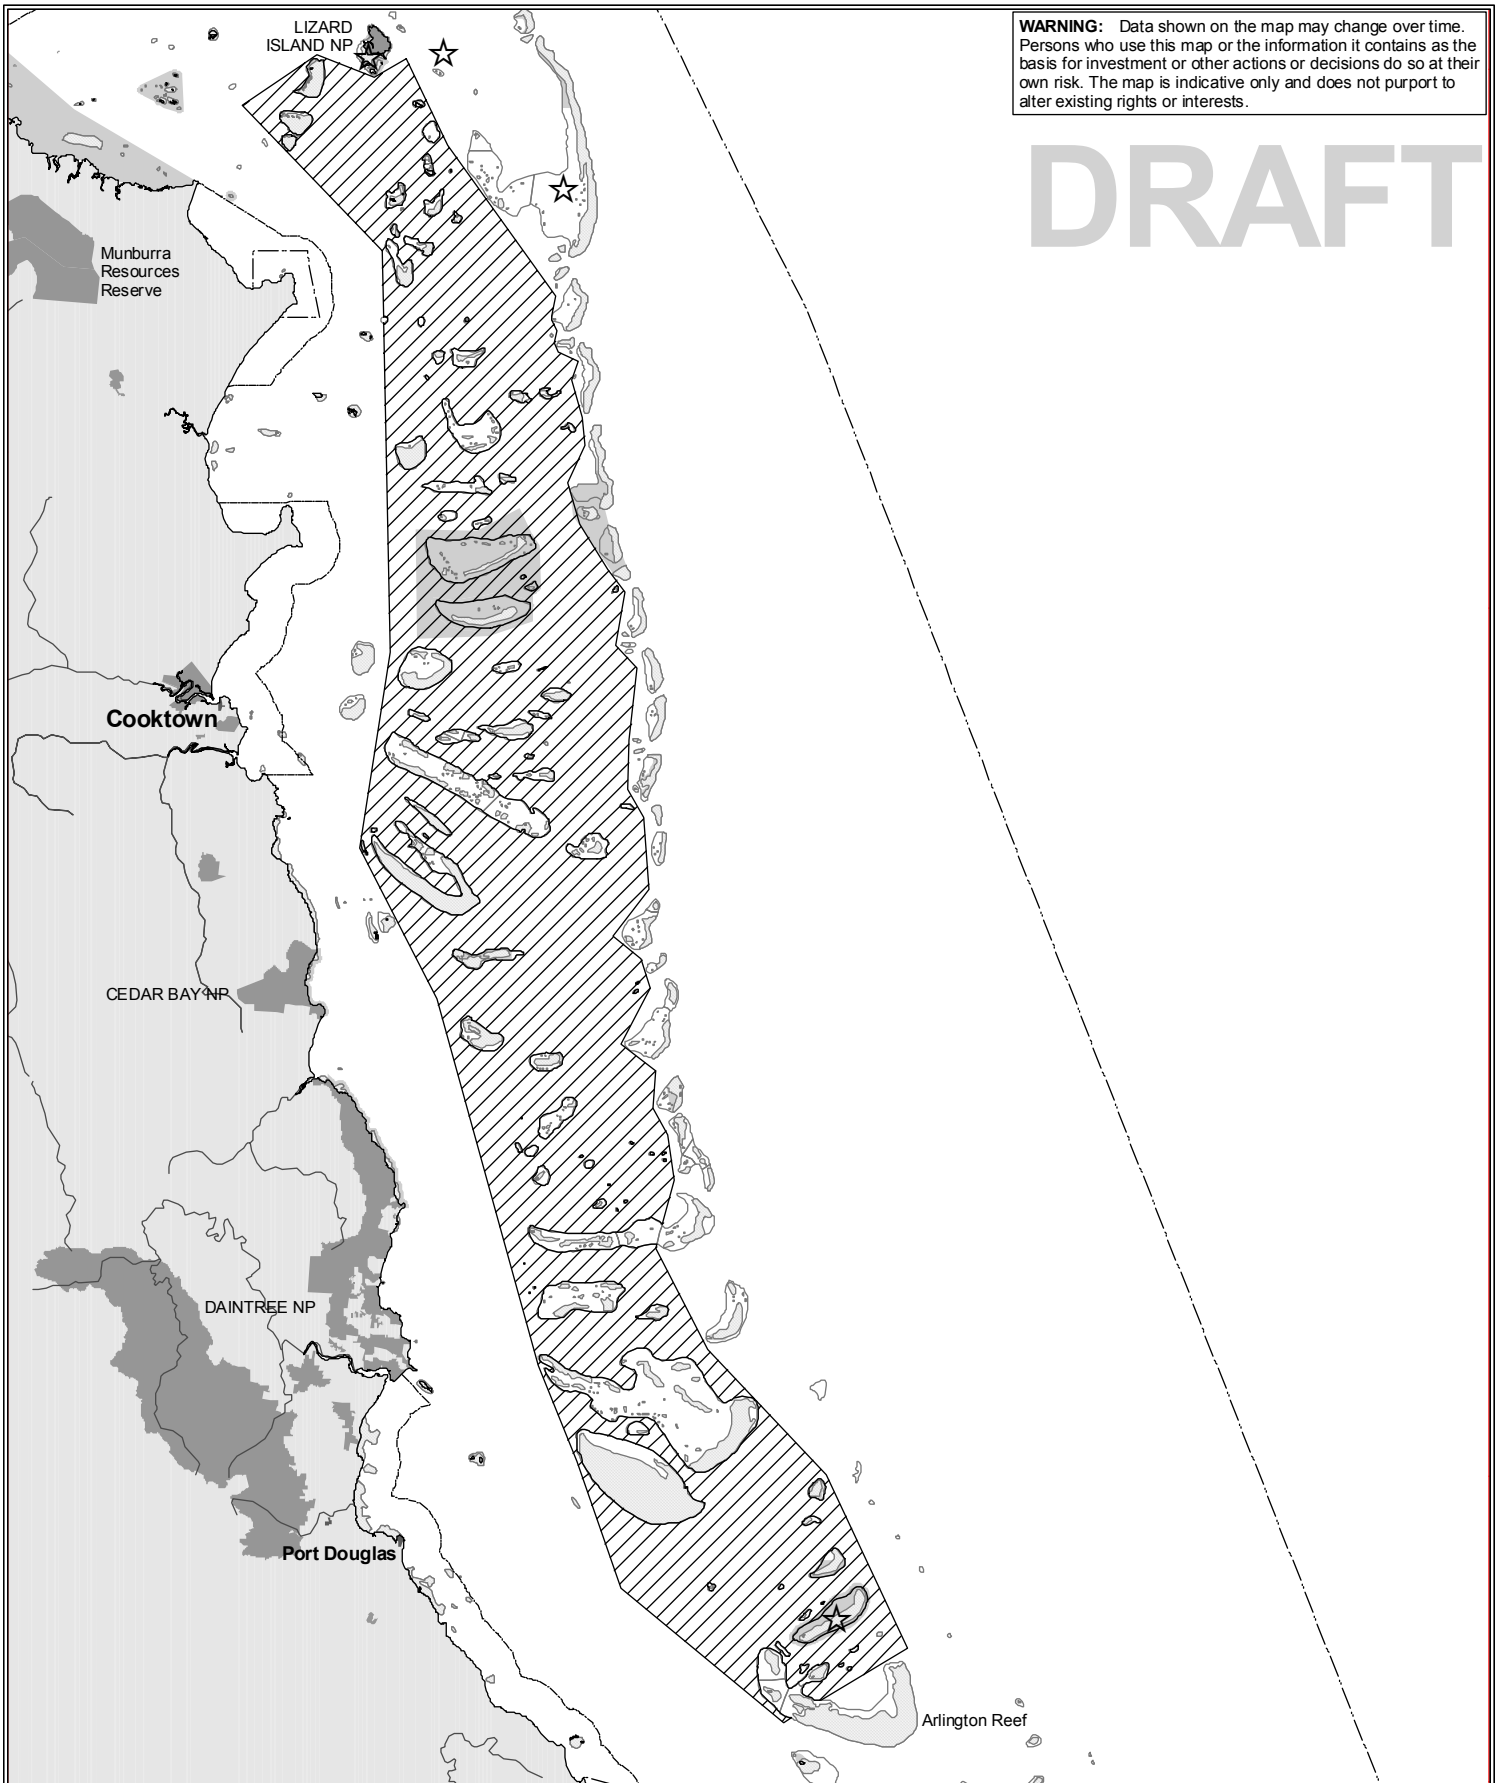 LIZARD
ISLAND NP
WARNING: Data shown on the map may change over time.
Persons who use this map or the information it contains as the
basis for investment or other actions or decisions do so at their
own risk. The map is indicative only and does not purport to
alter existing rights or interests.
DRAFT
Munburra
Resources
Reserve
Cooktown
CEDAR BAY NP
DAINTREE NP
Port Douglas
Arlington Reef